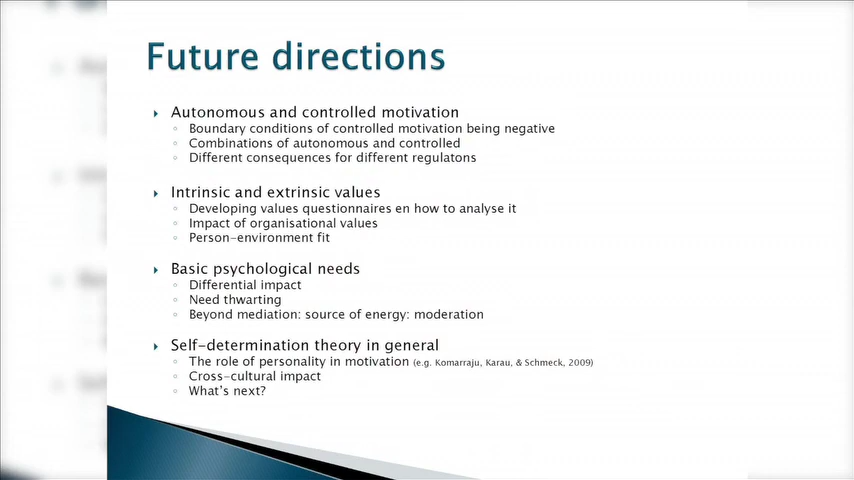 Future directions
Autonomous and controlled motivation
Boundary conditions of controlled motivation being negative
Combinations of autonomous and controlled
Different consequences for different regulatons
Intrinsic and extrinsic values
Developing values questionnaires en how to analyse it
Impact of organisational values
Person-environment fit
Basic psychological needs
Differential impact
Need thwarting
Beyond mediation: source of energy: moderation
Self-determination theory in general
The role of personality in motivation (e.g. Komarraju, Karau, & Schmeck, 2009)
Cross-cultural impact
What's next?